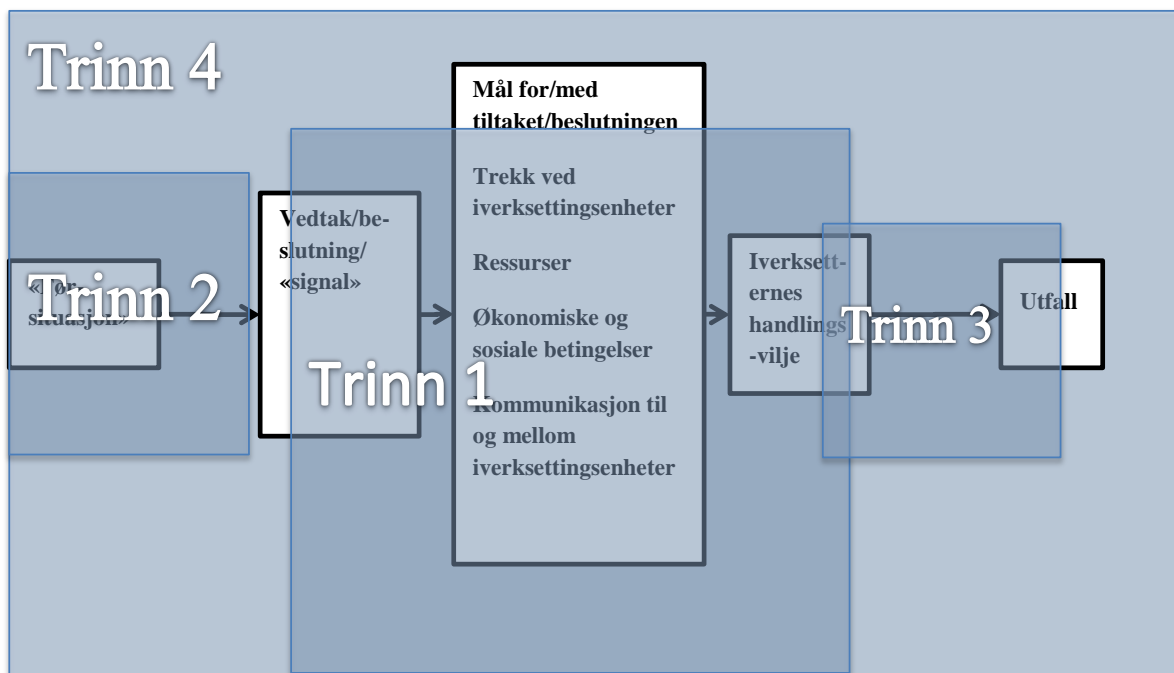 Trinn 4
Mål for/med
tiltaket/beslutningen
Trekk ved
iverksettingsenheter
Ressurser
Økonomiske og
sosiale betingelser
Kommunikasjon til
og mellom
iverksettingsenheter
Vedtak/be-
slutning/
«signal»
Trinn 2
situasjon»
Trinn 1
Iverksett-
ernes
handlings
-vilje
Trinn 3
Utfall